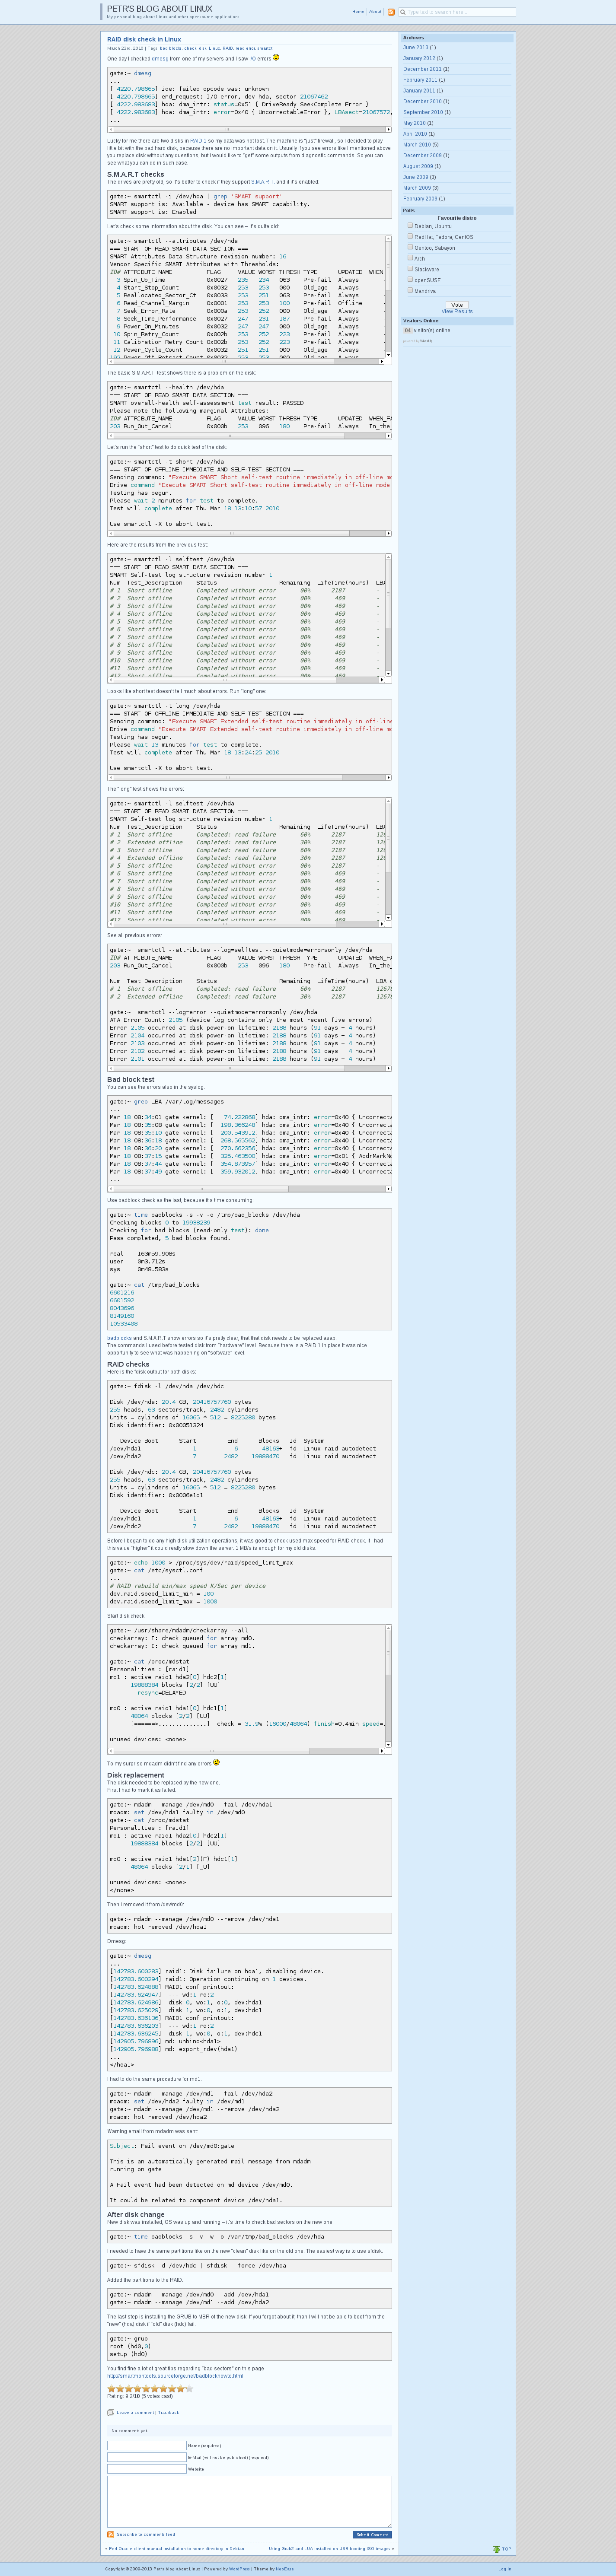 PETR'S BLOG ABOUT LINUX
My personal blog about Linux and other opensource applications.
Home
About
Type text to search here...
RAID disk check in Linux
March 23rd, 2010 | Tags: bad blocks, check, disk, Linux, RAID, read error, smartctl
One day I checked dmesg from one of my servers and I saw I/O errors
gate:~ dmesg
...
[ 4220.798665] ide: failed opcode was: unknown
[ 4220.798665] end_request: I/O error, dev hda, sector 21067462
[ 4222.983683] hda: dma_intr: status=0x51 { DriveReady SeekComplete Error }
[ 4222.983683] hda: dma_intr: error=0x40 { UncorrectableError }, LBAsect=21067572,
...
Lucky for me there are two disks in RAID 1 so my data was not lost. The machine is "just" firewall, so I decided to play
little bit with the bad hard disk, because there are no important data on it. Usually if you see errors like I mentioned above
you replace disk without any questions, but I would like to "get" some outputs from diagnostic commands. So you can
see what you can do in such case.
S.M.A.R.T checks
The drives are pretty old, so it's better to check if they support S.M.A.R.T. and if it's enabled:
gate:~ smartctl -i /dev/hda | grep 'SMART support'
SMART support is: Available - device has SMART capability.
SMART support is: Enabled
Let's check some information about the disk. You can see – it's quite old:
gate:~ smartctl --attributes /dev/hda
=== START OF READ SMART DATA SECTION ===
SMART Attributes Data Structure revision number: 16
Vendor Specific SMART Attributes with Thresholds:
ID# ATTRIBUTE_NAME FLAG VALUE WORST THRESH TYPE UPDATED WHEN_FA
3 Spin_Up_Time 0x0027 235 234 063 Pre-fail Always -
4 Start_Stop_Count 0x0032 253 253 000 Old_age Always -
5 Reallocated_Sector_Ct 0x0033 253 251 063 Pre-fail Always -
6 Read_Channel_Margin 0x0001 253 253 100 Pre-fail Offline -
7 Seek_Error_Rate 0x000a 253 252 000 Old_age Always -
8 Seek_Time_Performance 0x0027 247 231 187 Pre-fail Always -
9 Power_On_Minutes 0x0032 247 247 000 Old_age Always -
10 Spin_Retry_Count 0x002b 253 252 223 Pre-fail Always -
11 Calibration_Retry_Count 0x002b 253 252 223 Pre-fail Always -
12 Power_Cycle_Count 0x0032 251 251 000 Old_age Always -
192 Power-Off_Retract_Count 0x0032 253 253 000 Old_age Always -
The basic S.M.A.R.T. test shows there is a problem on the disk:
gate:~ smartctl --health /dev/hda
=== START OF READ SMART DATA SECTION ===
SMART overall-health self-assessment test result: PASSED
Please note the following marginal Attributes:
ID# ATTRIBUTE_NAME FLAG VALUE WORST THRESH TYPE UPDATED WHEN_FA
203 Run_Out_Cancel 0x000b 253 096 180 Pre-fail Always In_the_
Let's run the "short" test to do quick test of the disk:
gate:~ smartctl -t short /dev/hda
=== START OF OFFLINE IMMEDIATE AND SELF-TEST SECTION ===
Sending command: "Execute SMART Short self-test routine immediately in off-line mo
Drive command "Execute SMART Short self-test routine immediately in off-line mode"
Testing has begun.
Please wait 2 minutes for test to complete.
Test will complete after Thu Mar 18 13:10:57 2010
Use smartctl -X to abort test.
Here are the results from the previous test:
gate:~ smartctl -l selftest /dev/hda
=== START OF READ SMART DATA SECTION ===
SMART Self-test log structure revision number 1
Num Test_Description Status Remaining LifeTime(hours) LBA
# 1 Short offline Completed without error 00% 2187 -
# 2 Short offline Completed without error 00% 469 -
# 3 Short offline Completed without error 00% 469 -
# 4 Short offline Completed without error 00% 469 -
# 5 Short offline Completed without error 00% 469 -
# 6 Short offline Completed without error 00% 469 -
# 7 Short offline Completed without error 00% 469 -
# 8 Short offline Completed without error 00% 469 -
# 9 Short offline Completed without error 00% 469 -
#10 Short offline Completed without error 00% 469 -
#11 Short offline Completed without error 00% 469 -
#12 Short offline Completed without error 00% 469 -
Looks like short test doesn't tell much about errors. Run "long" one:
gate:~ smartctl -t long /dev/hda
=== START OF OFFLINE IMMEDIATE AND SELF-TEST SECTION ===
Sending command: "Execute SMART Extended self-test routine immediately in off-line
Drive command "Execute SMART Extended self-test routine immediately in off-line mo
Testing has begun.
Please wait 13 minutes for test to complete.
Test will complete after Thu Mar 18 13:24:25 2010
Use smartctl -X to abort test.
The "long" test shows the errors:
gate:~ smartctl -l selftest /dev/hda
=== START OF READ SMART DATA SECTION ===
SMART Self-test log structure revision number 1
Num Test_Description Status Remaining LifeTime(hours) LBA
# 1 Short offline Completed: read failure 60% 2187 126
# 2 Extended offline Completed: read failure 30% 2187 126
# 3 Short offline Completed: read failure 60% 2187 126
# 4 Extended offline Completed: read failure 30% 2187 126
# 5 Short offline Completed without error 00% 2187 -
# 6 Short offline Completed without error 00% 469 -
# 7 Short offline Completed without error 00% 469 -
# 8 Short offline Completed without error 00% 469 -
# 9 Short offline Completed without error 00% 469 -
#10 Short offline Completed without error 00% 469 -
#11 Short offline Completed without error 00% 469 -
#12 Short offline Completed without error 00% 469 -
See all previous errors:
gate:~ smartctl --attributes --log=selftest --quietmode=errorsonly /dev/hda
ID# ATTRIBUTE_NAME FLAG VALUE WORST THRESH TYPE UPDATED WHEN_FA
203 Run_Out_Cancel 0x000b 253 096 180 Pre-fail Always In_the_
Num Test_Description Status Remaining LifeTime(hours) LBA_o
# 1 Short offline Completed: read failure 60% 2187 12678
# 2 Extended offline Completed: read failure 30% 2187 12678
gate:~ smartctl --log=error --quietmode=errorsonly /dev/hda
ATA Error Count: 2105 (device log contains only the most recent five errors)
Error 2105 occurred at disk power-on lifetime: 2188 hours (91 days + 4 hours)
Error 2104 occurred at disk power-on lifetime: 2188 hours (91 days + 4 hours)
Error 2103 occurred at disk power-on lifetime: 2188 hours (91 days + 4 hours)
Error 2102 occurred at disk power-on lifetime: 2188 hours (91 days + 4 hours)
Error 2101 occurred at disk power-on lifetime: 2188 hours (91 days + 4 hours)
Bad block test
You can see the errors also in the syslog:
gate:~ grep LBA /var/log/messages
...
Mar 18 08:34:01 gate kernel: [ 74.222868] hda: dma_intr: error=0x40 { Uncorrecta
Mar 18 08:35:08 gate kernel: [ 198.366248] hda: dma_intr: error=0x40 { Uncorrecta
Mar 18 08:35:10 gate kernel: [ 200.543912] hda: dma_intr: error=0x40 { Uncorrecta
Mar 18 08:36:18 gate kernel: [ 268.565562] hda: dma_intr: error=0x40 { Uncorrecta
Mar 18 08:36:20 gate kernel: [ 270.662356] hda: dma_intr: error=0x40 { Uncorrecta
Mar 18 08:37:15 gate kernel: [ 325.463500] hda: dma_intr: error=0x01 { AddrMarkNo
Mar 18 08:37:44 gate kernel: [ 354.873957] hda: dma_intr: error=0x40 { Uncorrecta
Mar 18 08:37:49 gate kernel: [ 359.932012] hda: dma_intr: error=0x40 { Uncorrecta
...
Use badblock check as the last, because it's time consuming:
gate:~ time badblocks -s -v -o /tmp/bad_blocks /dev/hda
Checking blocks 0 to 19938239
Checking for bad blocks (read-only test): done
Pass completed, 5 bad blocks found.
real 163m59.908s
user 0m3.712s
sys 0m48.583s
gate:~ cat /tmp/bad_blocks
6601216
6601592
8043696
8149160
10533408
badblocks and S.M.A.R.T show errors so it's pretty clear, that that disk needs to be replaced asap.
The commands I used before tested disk from "hardware" level. Because there is a RAID 1 in place it was nice
opportunity to see what was happening on "software" level.
RAID checks
Here is the fdisk output for both disks:
gate:~ fdisk -l /dev/hda /dev/hdc
Disk /dev/hda: 20.4 GB, 20416757760 bytes
255 heads, 63 sectors/track, 2482 cylinders
Units = cylinders of 16065 * 512 = 8225280 bytes
Disk identifier: 0x00051324
Device Boot Start End Blocks Id System
/dev/hda1 1 6 48163+ fd Linux raid autodetect
/dev/hda2 7 2482 19888470 fd Linux raid autodetect
Disk /dev/hdc: 20.4 GB, 20416757760 bytes
255 heads, 63 sectors/track, 2482 cylinders
Units = cylinders of 16065 * 512 = 8225280 bytes
Disk identifier: 0x0006e1d1
Device Boot Start End Blocks Id System
/dev/hdc1 1 6 48163+ fd Linux raid autodetect
/dev/hdc2 7 2482 19888470 fd Linux raid autodetect
Before I began to do any high disk utilization operations, it was good to check used max speed for RAID check. If I had
this value "higher" it could really slow down the server. 1 MB/s is enough for my old disks:
gate:~ echo 1000 > /proc/sys/dev/raid/speed_limit_max
gate:~ cat /etc/sysctl.conf
...
# RAID rebuild min/max speed K/Sec per device
dev.raid.speed_limit_min = 100
dev.raid.speed_limit_max = 1000
Start disk check:
gate:~ /usr/share/mdadm/checkarray --all
checkarray: I: check queued for array md0.
checkarray: I: check queued for array md1.
gate:~ cat /proc/mdstat
Personalities : [raid1]
md1 : active raid1 hda2[0] hdc2[1]
19888384 blocks [2/2] [UU]
resync=DELAYED
md0 : active raid1 hda1[0] hdc1[1]
48064 blocks [2/2] [UU]
[======>..............] check = 31.9% (16000/48064) finish=0.4min speed=1
unused devices: <none>
To my surprise mdadm didn't find any errors
Disk replacement
The disk needed to be replaced by the new one.
First I had to mark it as failed:
gate:~ mdadm --manage /dev/md0 --fail /dev/hda1
mdadm: set /dev/hda1 faulty in /dev/md0
gate:~ cat /proc/mdstat
Personalities : [raid1]
md1 : active raid1 hda2[0] hdc2[1]
19888384 blocks [2/2] [UU]
md0 : active raid1 hda1[2](F) hdc1[1]
48064 blocks [2/1] [_U]
unused devices: <none>
</none>
Then I removed it from /dev/md0:
gate:~ mdadm --manage /dev/md0 --remove /dev/hda1
mdadm: hot removed /dev/hda1
Dmesg:
gate:~ dmesg
...
[142783.600283] raid1: Disk failure on hda1, disabling device.
[142783.600294] raid1: Operation continuing on 1 devices.
[142783.624888] RAID1 conf printout:
[142783.624947] --- wd:1 rd:2
[142783.624986] disk 0, wo:1, o:0, dev:hda1
[142783.625029] disk 1, wo:0, o:1, dev:hdc1
[142783.636136] RAID1 conf printout:
[142783.636203] --- wd:1 rd:2
[142783.636245] disk 1, wo:0, o:1, dev:hdc1
[142905.796896] md: unbind<hda1>
[142905.796988] md: export_rdev(hda1)
...
</hda1>
I had to do the same procedure for md1:
gate:~ mdadm --manage /dev/md1 --fail /dev/hda2
mdadm: set /dev/hda2 faulty in /dev/md1
gate:~ mdadm --manage /dev/md1 --remove /dev/hda2
mdadm: hot removed /dev/hda2
Warning email from mdadm was sent:
Subject: Fail event on /dev/md0:gate
This is an automatically generated mail message from mdadm
running on gate
A Fail event had been detected on md device /dev/md0.
It could be related to component device /dev/hda1.
After disk change
New disk was installed, OS was up and running – it's time to check bad sectors on the new one:
gate:~ time badblocks -s -v -w -o /var/tmp/bad_blocks /dev/hda
I needed to have the same partitions like on the new "clean" disk like on the old one. The easiest way is to use sfdisk:
gate:~ sfdisk -d /dev/hdc | sfdisk --force /dev/hda
Added the partitions to the RAID:
gate:~ mdadm --manage /dev/md0 --add /dev/hda1
gate:~ mdadm --manage /dev/md1 --add /dev/hda2
The last step is installing the GRUB to MBR of the new disk. If you forgot about it, than I will not be able to boot from the
"new" (hda) disk if "old" disk (hdc) fail.
gate:~ grub
root (hd0,0)
setup (hd0)
You find fine a lot of great tips regarding "bad sectors" on this page
http://smartmontools.sourceforge.net/badblockhowto.html.
Rating: 9.2/10 (5 votes cast)
Leave a comment | Trackback
No comments yet.
Name (required)
E-Mail (will not be published) (required)
Website
Subscribe to comments feed
Submit Comment
« Perl Oracle client manual installation to home directory in Debian
Using Grub2 and LUA installed on USB booting ISO images »
Archives
June 2013 (1)
January 2012 (1)
December 2011 (1)
February 2011 (1)
January 2011 (1)
December 2010 (1)
September 2010 (1)
May 2010 (1)
April 2010 (1)
March 2010 (5)
December 2009 (1)
August 2009 (1)
June 2009 (3)
March 2009 (3)
February 2009 (1)
Polls
Favourite distro
Debian, Ubuntu
RedHat, Fedora, CentOS
Gentoo, Sabayon
Arch
Slackware
openSUSE
Mandriva
Vote
View Results
Visitors Online
visitor(s) online
TOP
Copyright © 2009-2013 Petr's blog about Linux | Powered by WordPress | Theme by NeoEase
Log in